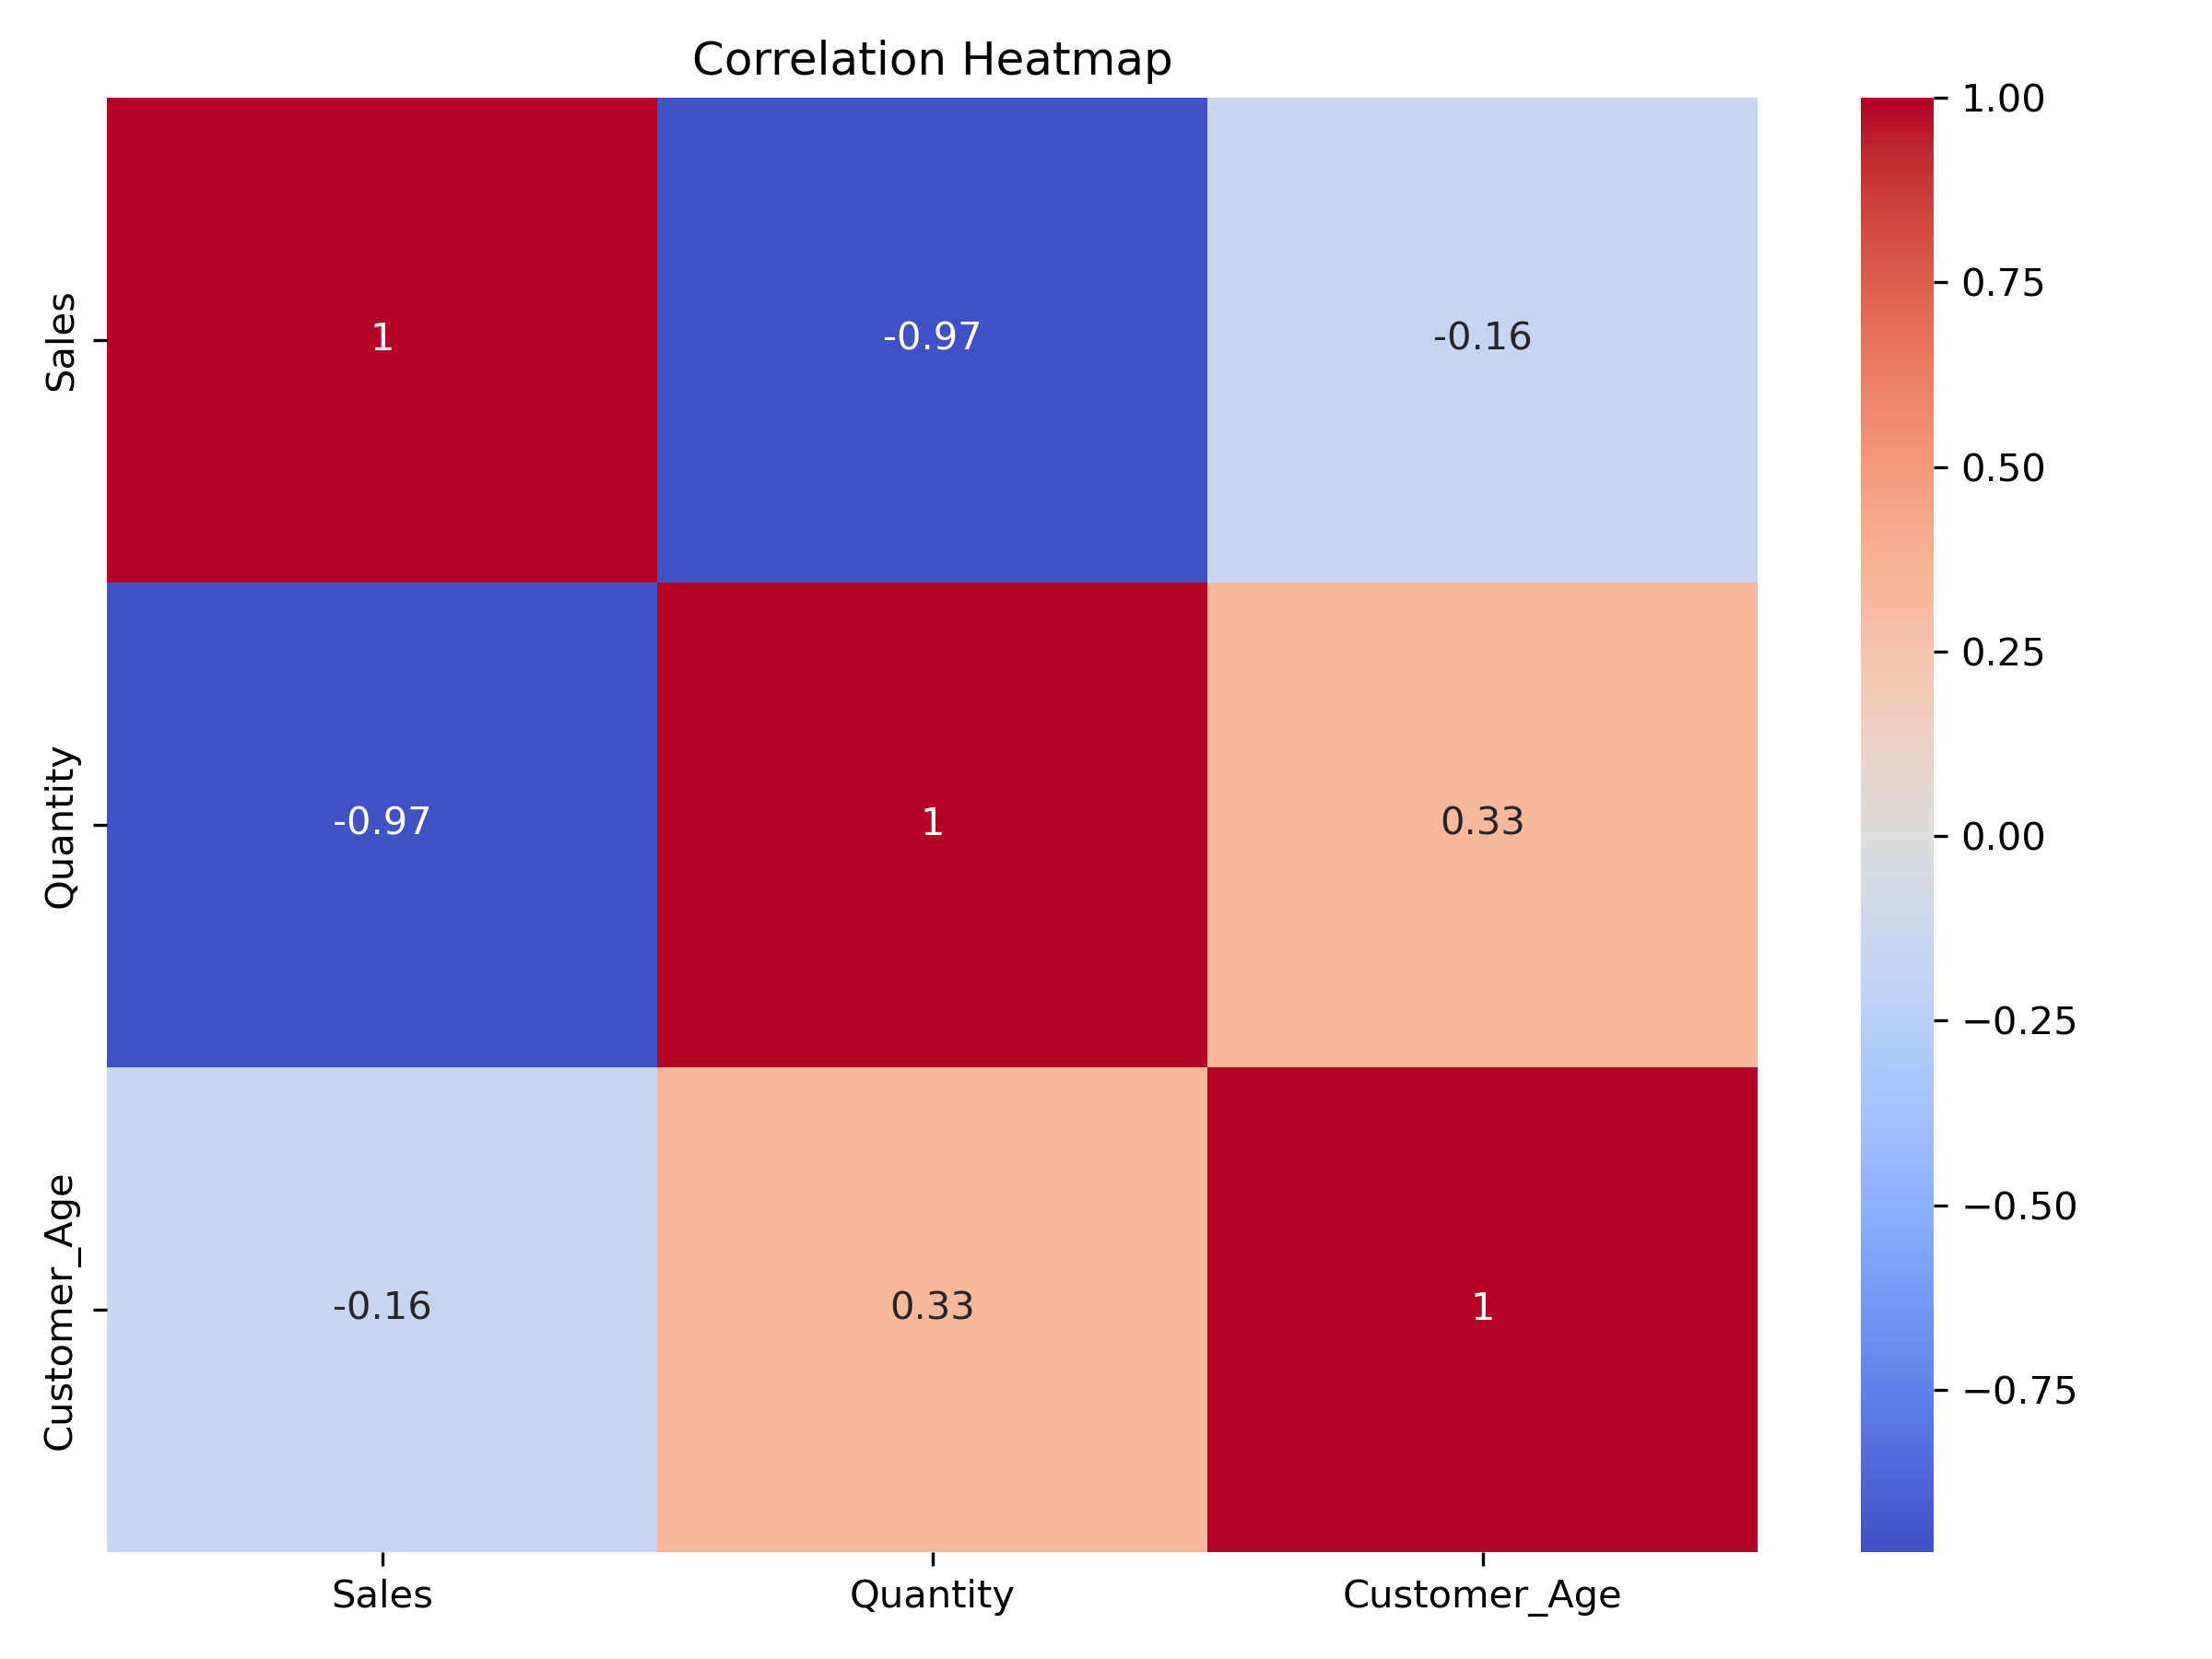 Correlation Heatmap
Sales
1
-0.97
-0.16
Quantity
-0.97
1
0.33
Customer_Age
-0.16
0.33
1
Sales
Quantity
Customer_Age
1.00
0.75
0.50
0.25
0.00
−0.25
−0.50
−0.75